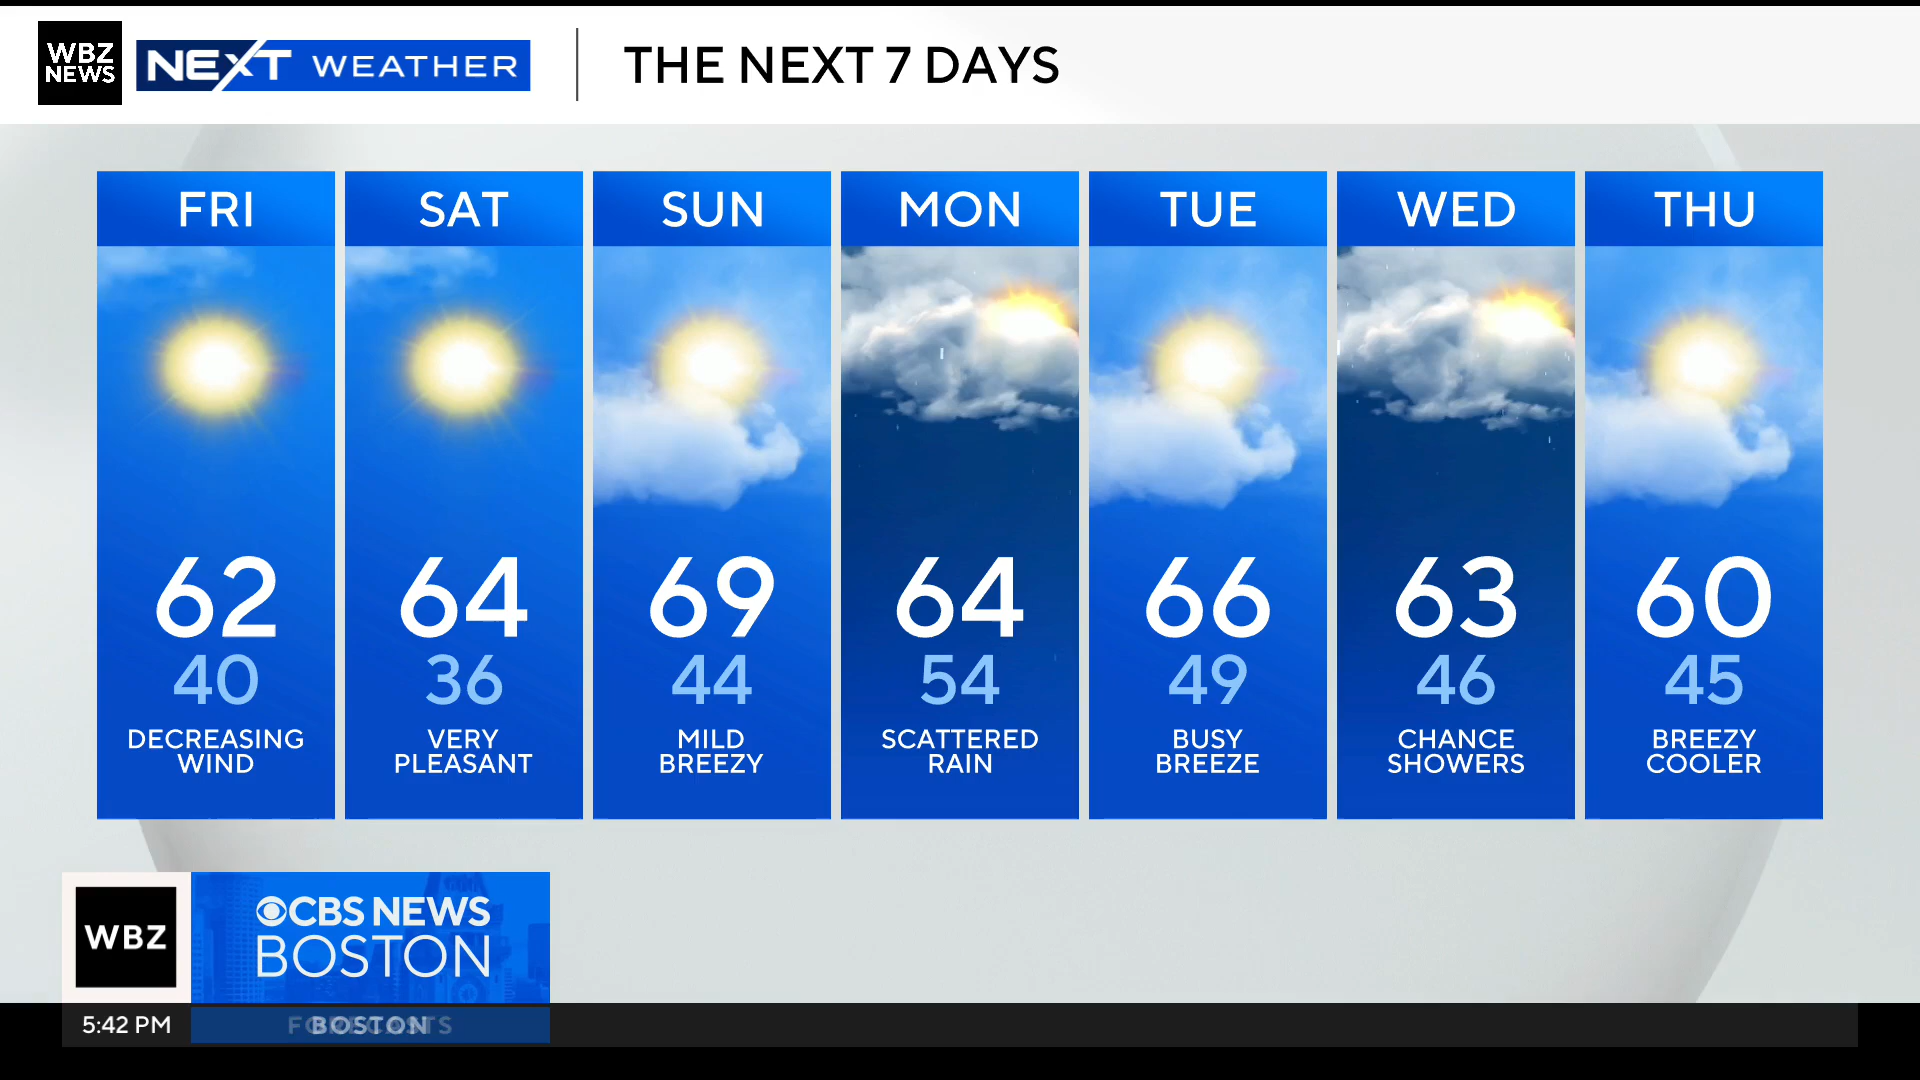 WBZ
NEWS
NEXT WEATHER
THE NEXT 7 DAYS
FRI
62
40
DECREASING
WIND
SAT
64
36
VERY
PLEASANT
SUN
69
44
MILD
BREEZY
MON
64
54
SCATTERED
RAIN
TUE
66
49
BUSY
BREEZE
WED
63
46
CHANCE
SHOWERS
THU
60
45
BREEZY
COOLER
WBZ
CBS NEWS
BOSTON
5:42 PM
BOSTON